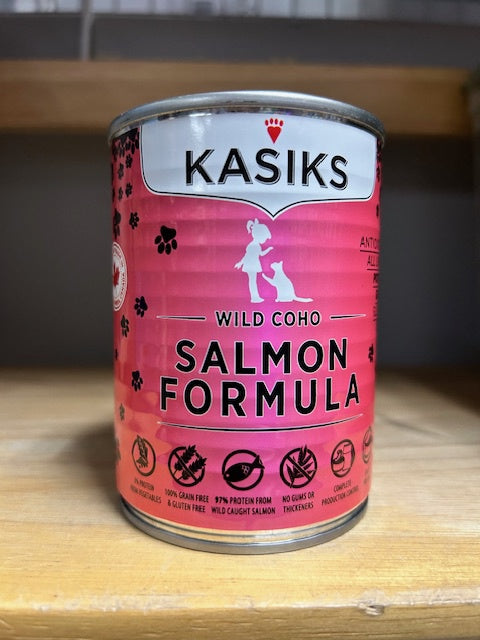 KASIKS
WILD COHO
SALMON
FORMULA
3% PROTEIN
FROM VEGETABLES
100% GRAIN FREE
& GLUTEN FREE
97% PROTEIN FROM
WILD CAUGHT SALMON
NO GUMS OR
THICKENERS
COMPLETE
PRODUCTION CONTROL